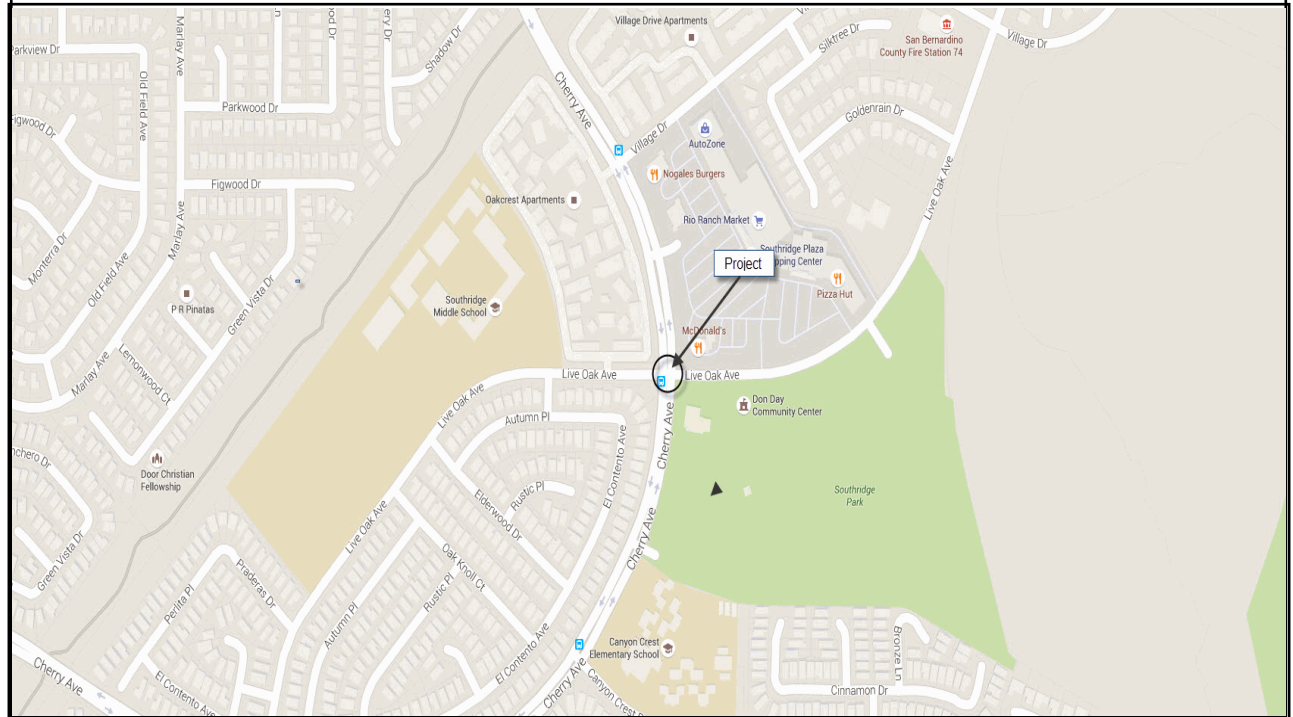 Village Drive Apartments
San Bernardino
County Fire Station 74
Village Dr
Silktree Dr
Marlay Ave
Shadow Dr
Parkview Dr
Old Field Ave
Parkwood Dr
Cherry Ave
Goldenrain Dr
AutoZone
Village Dr
Figwood Dr
Nogales Burgers
Live Oak Ave
Oakcrest Apartments
Marlay Ave
Rio Ranch Market
Monterra Dr
Old Field Ave
Southridge Plaza
Project
Green Vista Dr
Pizza Hut
Southridge
Middle School
P R Pinatas
McDonald's
Lemonwood Ct
Marlay Ave
Live Oak Ave
Live Oak Ave
Live Oak Ave
Don Day
Community Center
Autumn Pl
Cherry Ave
El Contento Ave
Door Christian
Fellowship
Rustic Pl
Elderwood Dr
Southridge
Park
Live Oak Ave
Cherry Ave
Green Vista Dr
Oak Knoll Ct
Praderas Dr
Perlita Pl
Rustic Pl
Autumn Pl
Canyon Crest
Elementary School
Bronze Ln
El Contento Ave
Cherry Ave
El Contento Ave
Cherry Ave
Canyon Crest
Cinnamon Dr